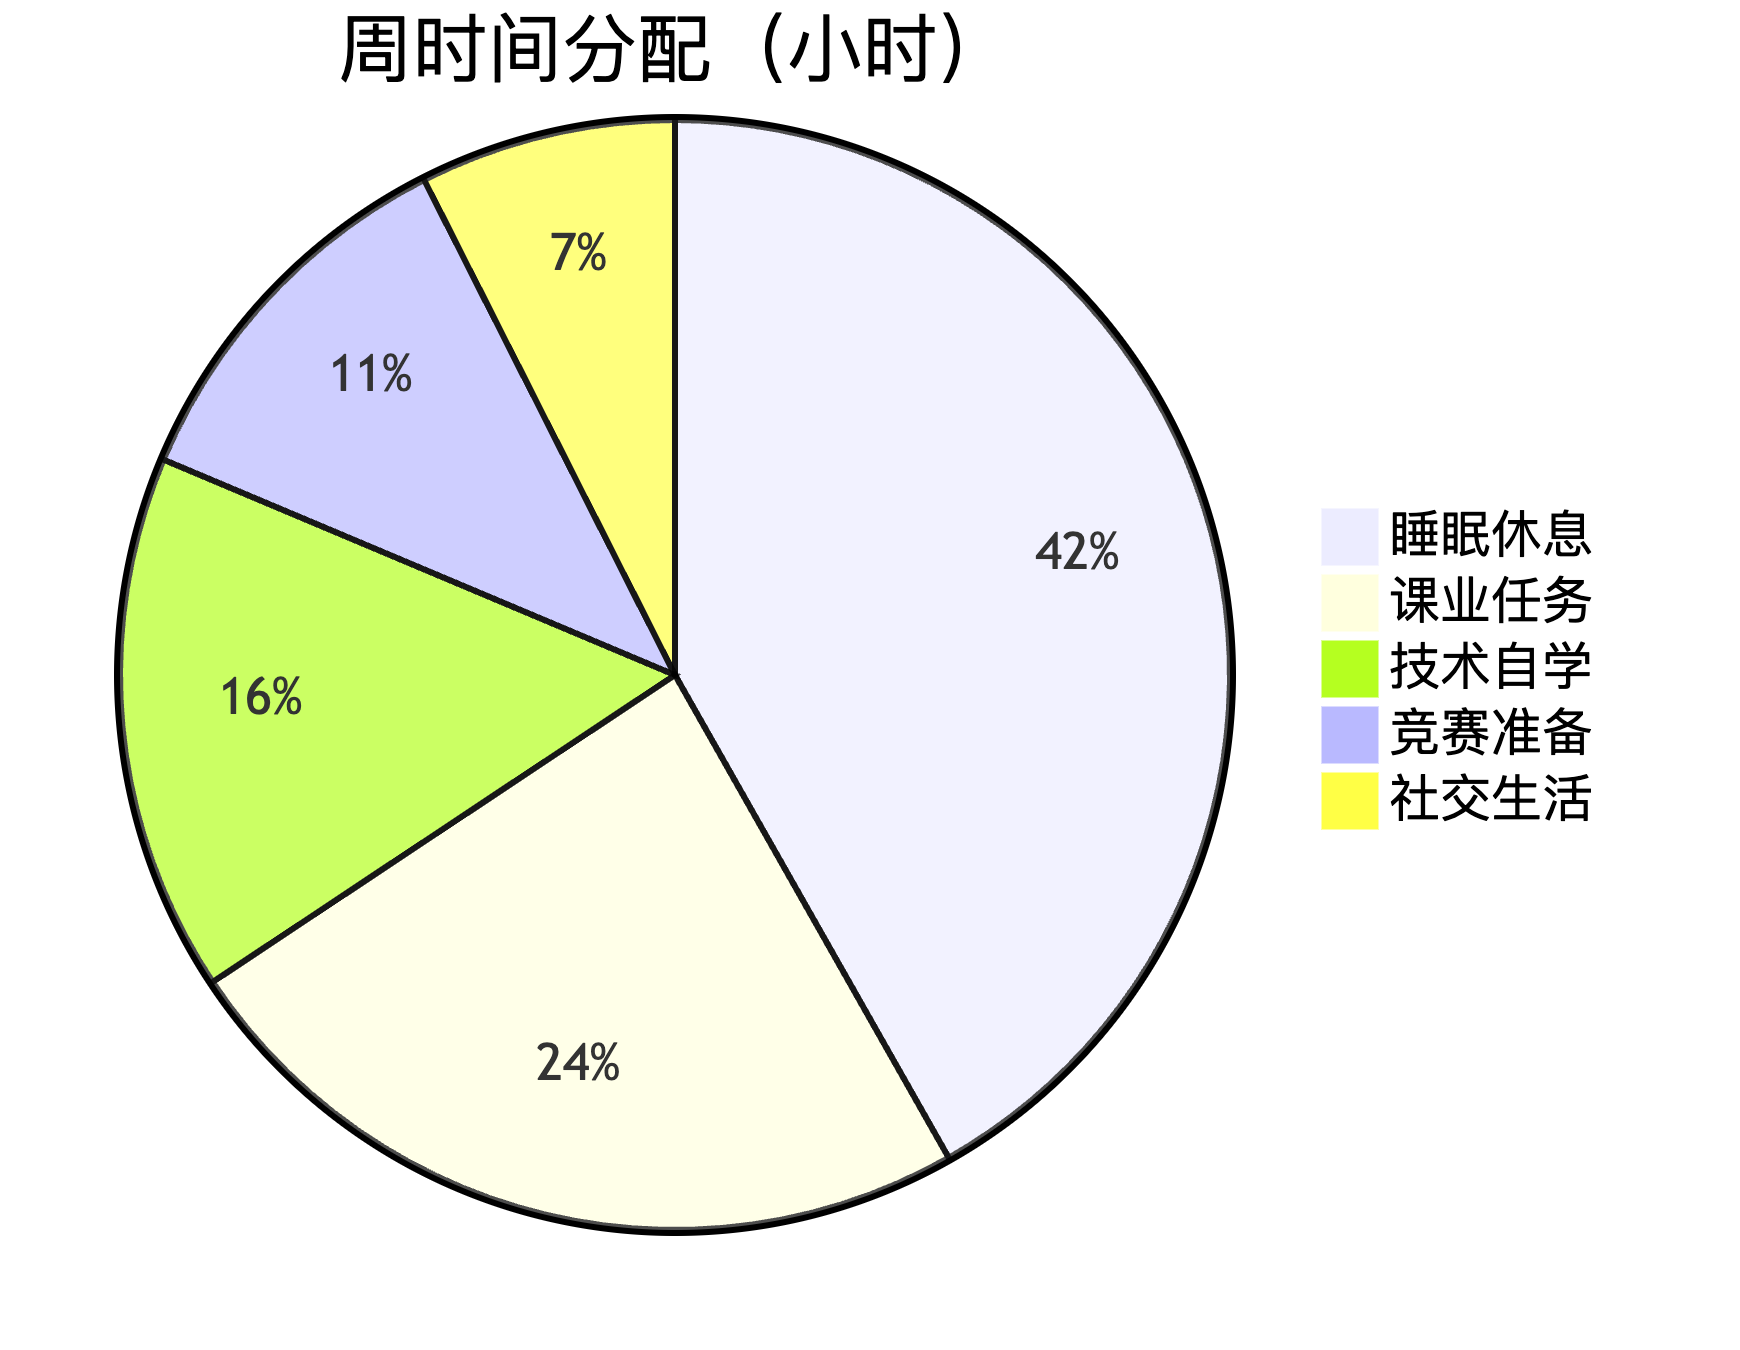 周时间分配（小时）
7%
11%
42%
16%
24%
睡眠休息
课业任务
技术自学
竞赛准备
社交生活